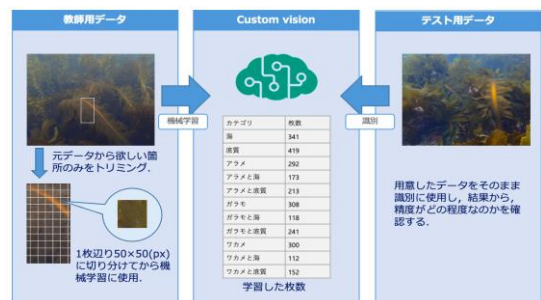 教師用データ
元データから欲しい箇
所のみをトリミング.
1枚辺り50×50(px)
に切り分けてから機
械学習に使用.
機械学習
Custom vision
カテゴリ 枚数
海 341
底質 419
アラメ 292
アラメと海 173
アラメと底質 213
ガラモ 308
ガラモと海 118
ガラモと底質 241
ワカメ 300
ワカメと海 112
ワカメと底質 152
学習した枚数
識別
テスト用データ
用意したデータをそのまま
識別に使用し, 結果から,
精度がどの程度なのかを確
認する.